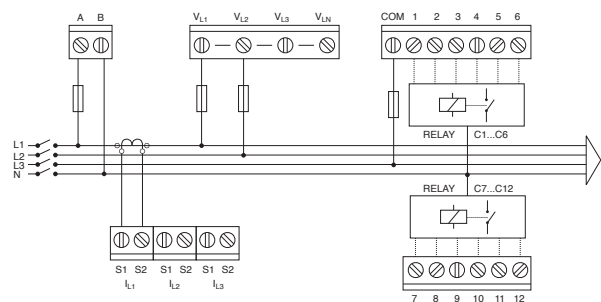 A B
VL1 VL2 VL3 VLN
COM 1 2 3 4 5 6
RELAY C1...C6
L1
L2
L3
N
RELAY C7...C12
S1 S2 S1 S2 S1 S2
IL1 IL2 IL3
7 8 9 10 11 12